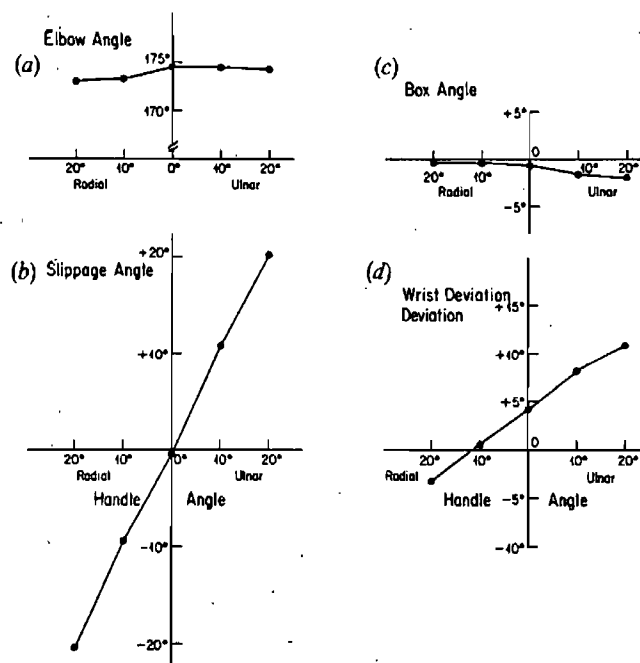 (a)
Elbow Angle
175°
170°
20° 10° 0° 10° 20°
Radial Ulnar
(c)
Box Angle
+5°
0
20° 10° 10° 20°
Radial Ulnar
-5°
(b)
Slippage Angle
+20°
+10°
20° 10° 0° 10° 20°
Radial Ulnar
Handle Angle
-10°
-20°
(d)
Wrist Deviation
Deviation
+15°
+10°
+5°
0
20° 10° 10° 20°
Radial Ulnar
Handle -5° Angle
-10°